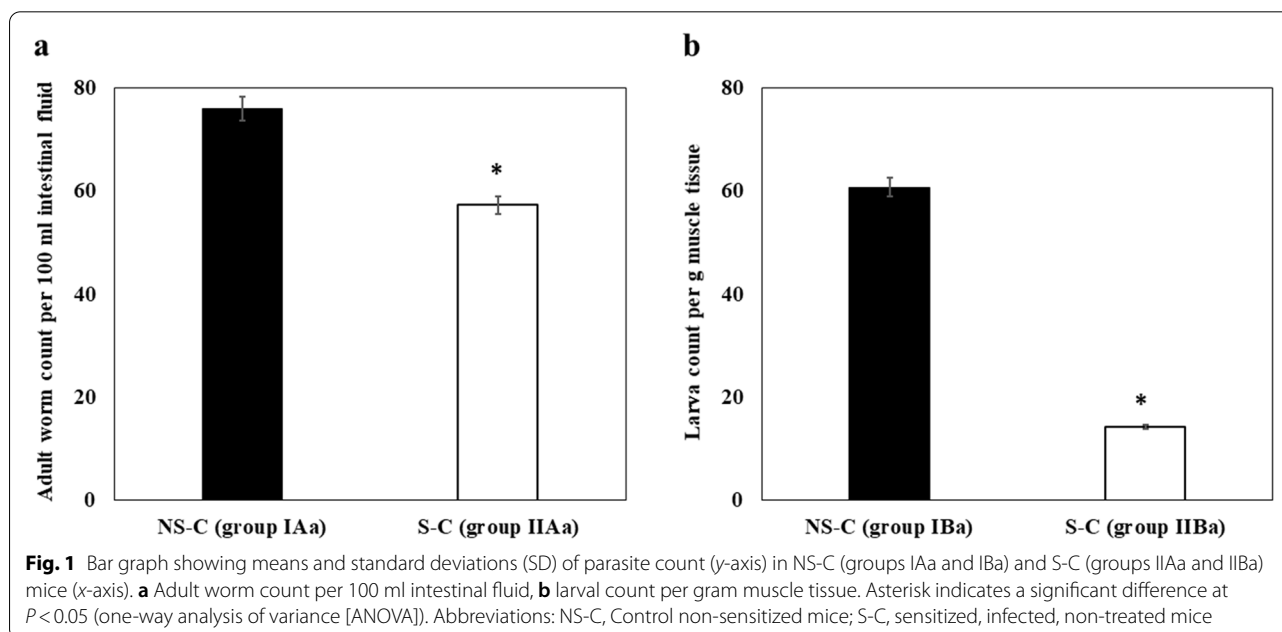 a
Adult worm count per 100 ml intestinal fluid
80
60
40
20
0
*
NS-C (group IAa)
S-C (group IIAa)
b
Larva count per g muscle tissue
80
60
40
20
0
*
NS-C (group IBa)
S-C (group IIBa)
Fig. 1 Bar graph showing means and standard deviations (SD) of parasite count (y-axis) in NS-C (groups IAa and IBa) and S-C (groups IIAa and IIBa)
mice (x-axis). a Adult worm count per 100 ml intestinal fluid, b larval count per gram muscle tissue. Asterisk indicates a significant difference at
P < 0.05 (one-way analysis of variance [ANOVA]). Abbreviations: NS-C, Control non-sensitized mice; S-C, sensitized, infected, non-treated mice